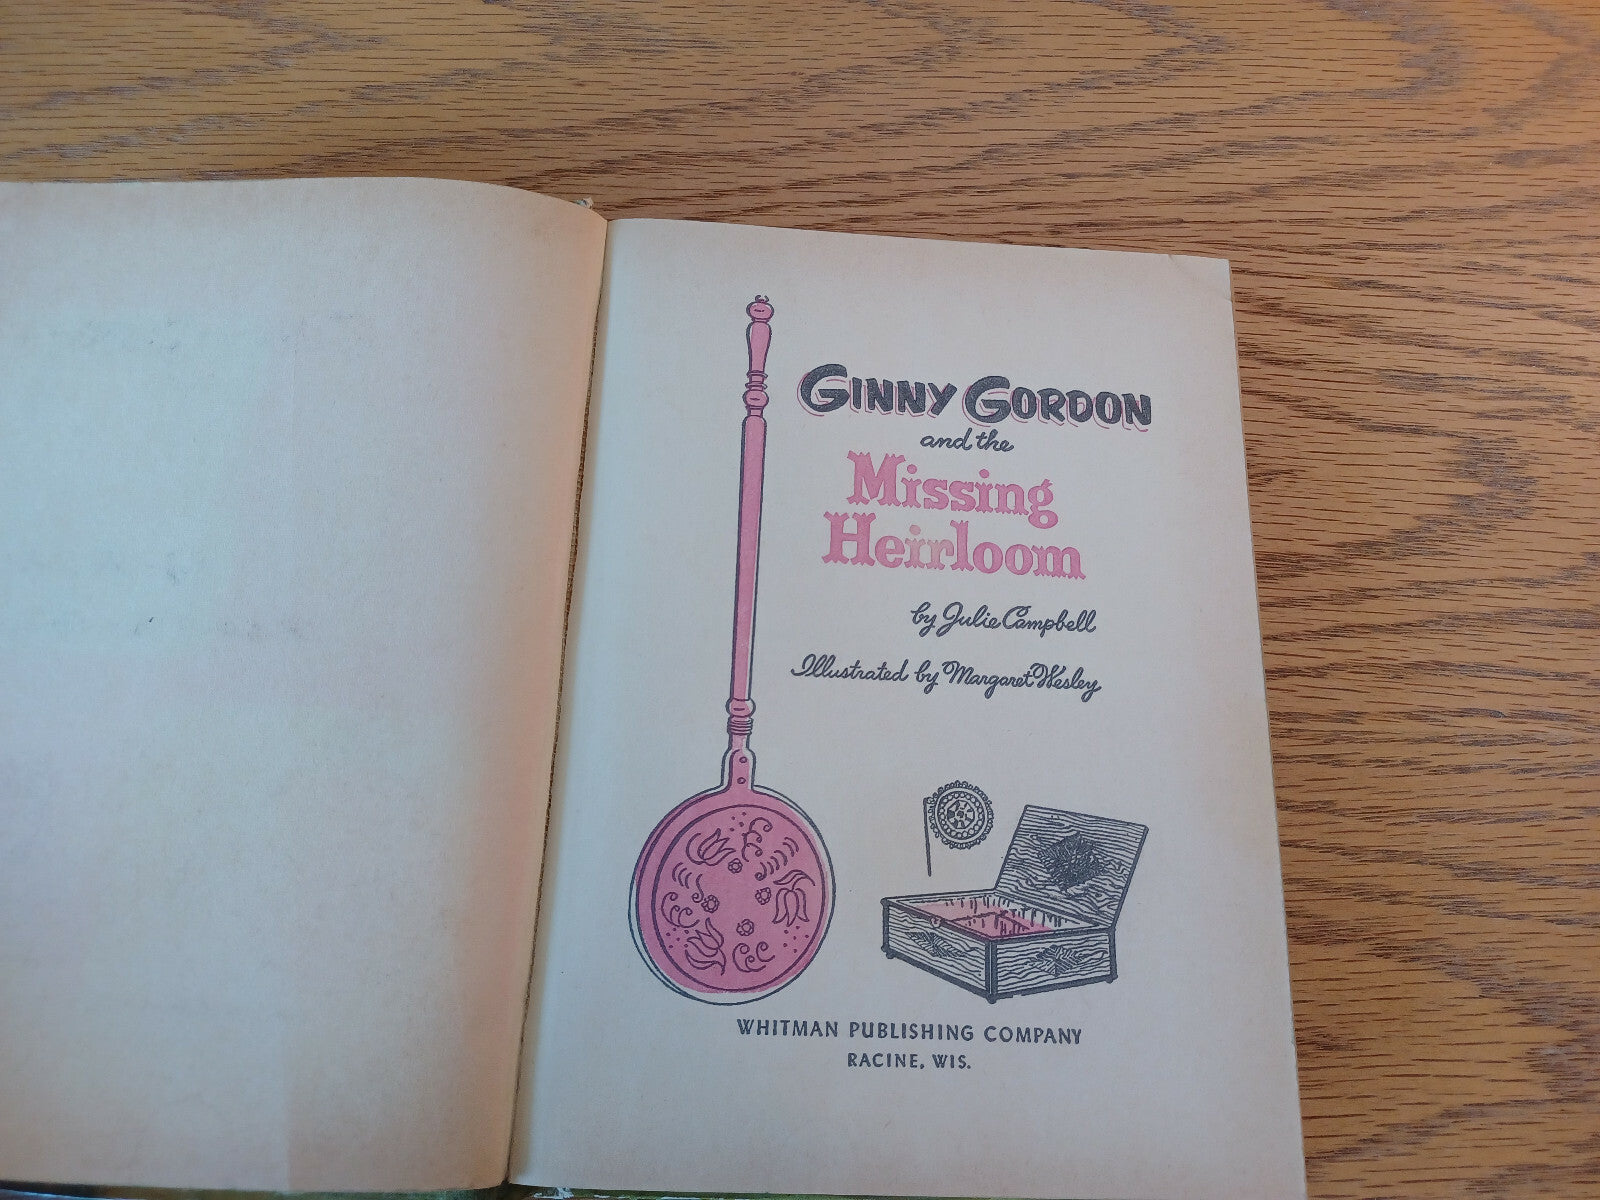 GINNY GORDON
and the
Missing
Heirloom
by Julie Campbell
Illustrated by Margaret Wesley
WHITMAN PUBLISHING COMPANY
RACINE, WIS.